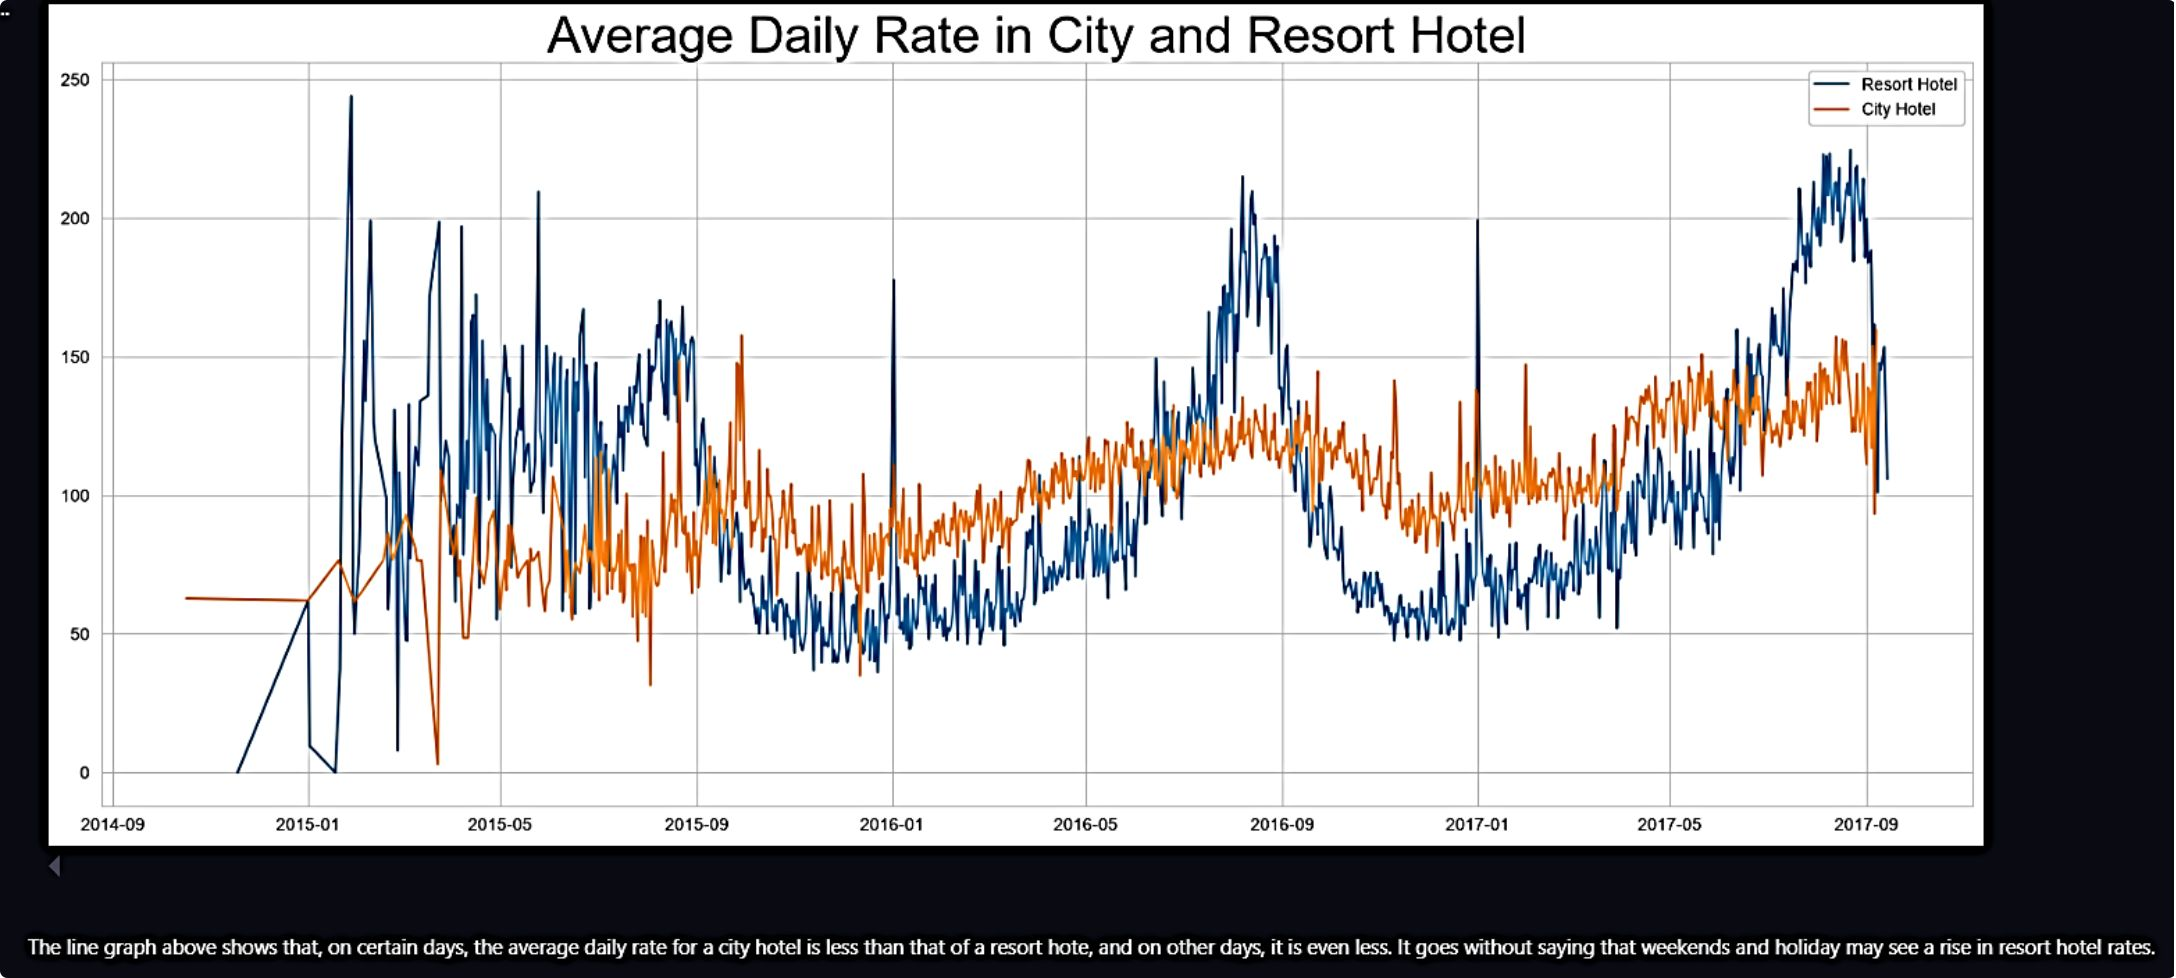 ..
Average Daily Rate in City and Resort Hotel
250
Resort Hotel
City Hotel
200
150
100
50
0
2014-09 2015-01 2015-05 2015-09 2016-01 2016-05 2016-09 2017-01 2017-05 2017-09
The line graph above shows that, on certain days, the average daily rate for a city hotel is less than that of a resort hote, and on other days, it is even less. It goes without saying that weekends and holiday may see a rise in resort hotel rates.